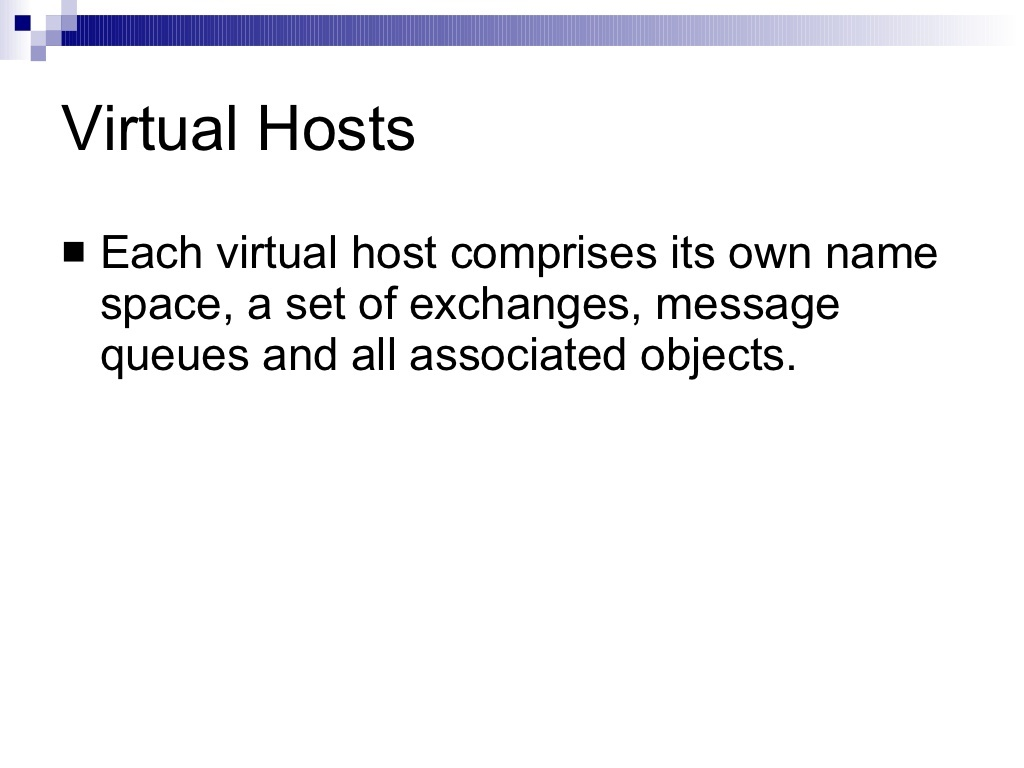 Virtual Hosts
Each virtual host comprises its own name
space, a set of exchanges, message
queues and all associated objects.